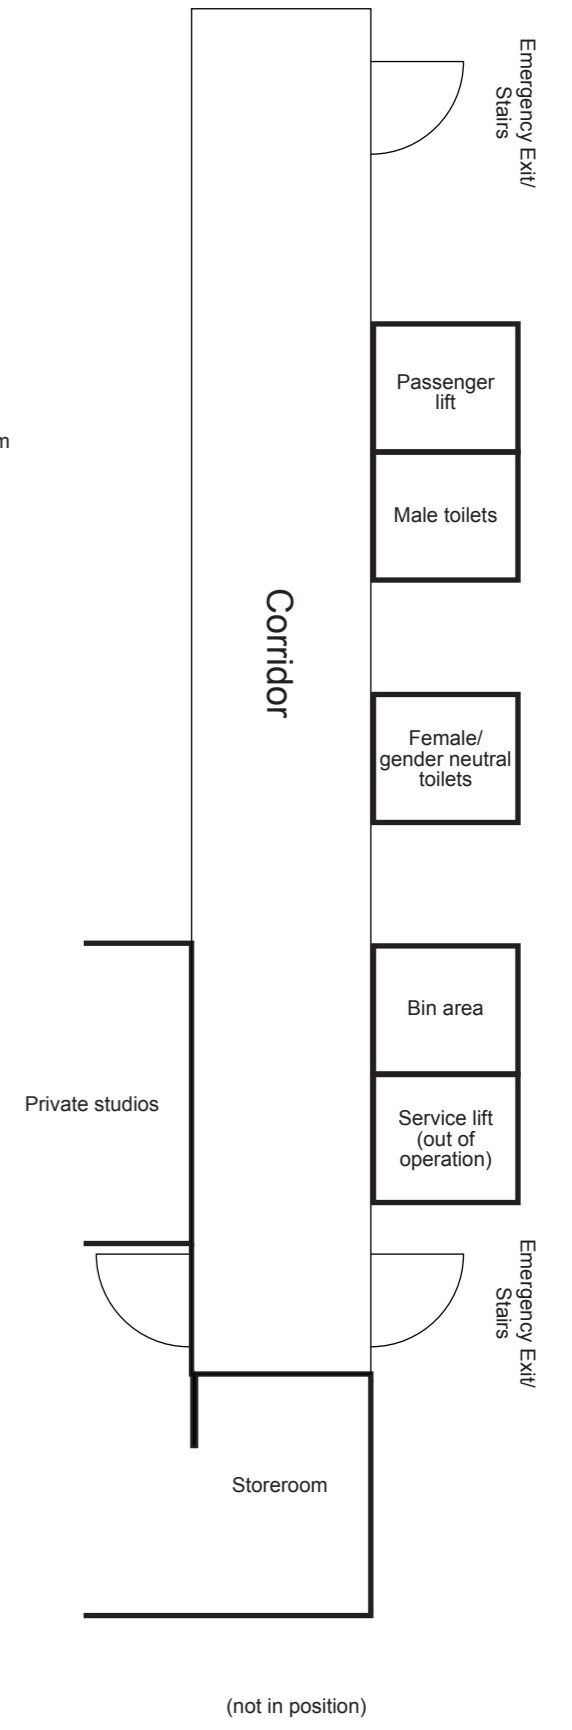 Emergency Exit/
Stairs
Passenger
lift
m
Male toilets
Corridor
Female/
gender neutral
toilets
Bin area
Private studios
Service lift
(out of
operation)
Emergency Exit/
Stairs
Storeroom
(not in position)